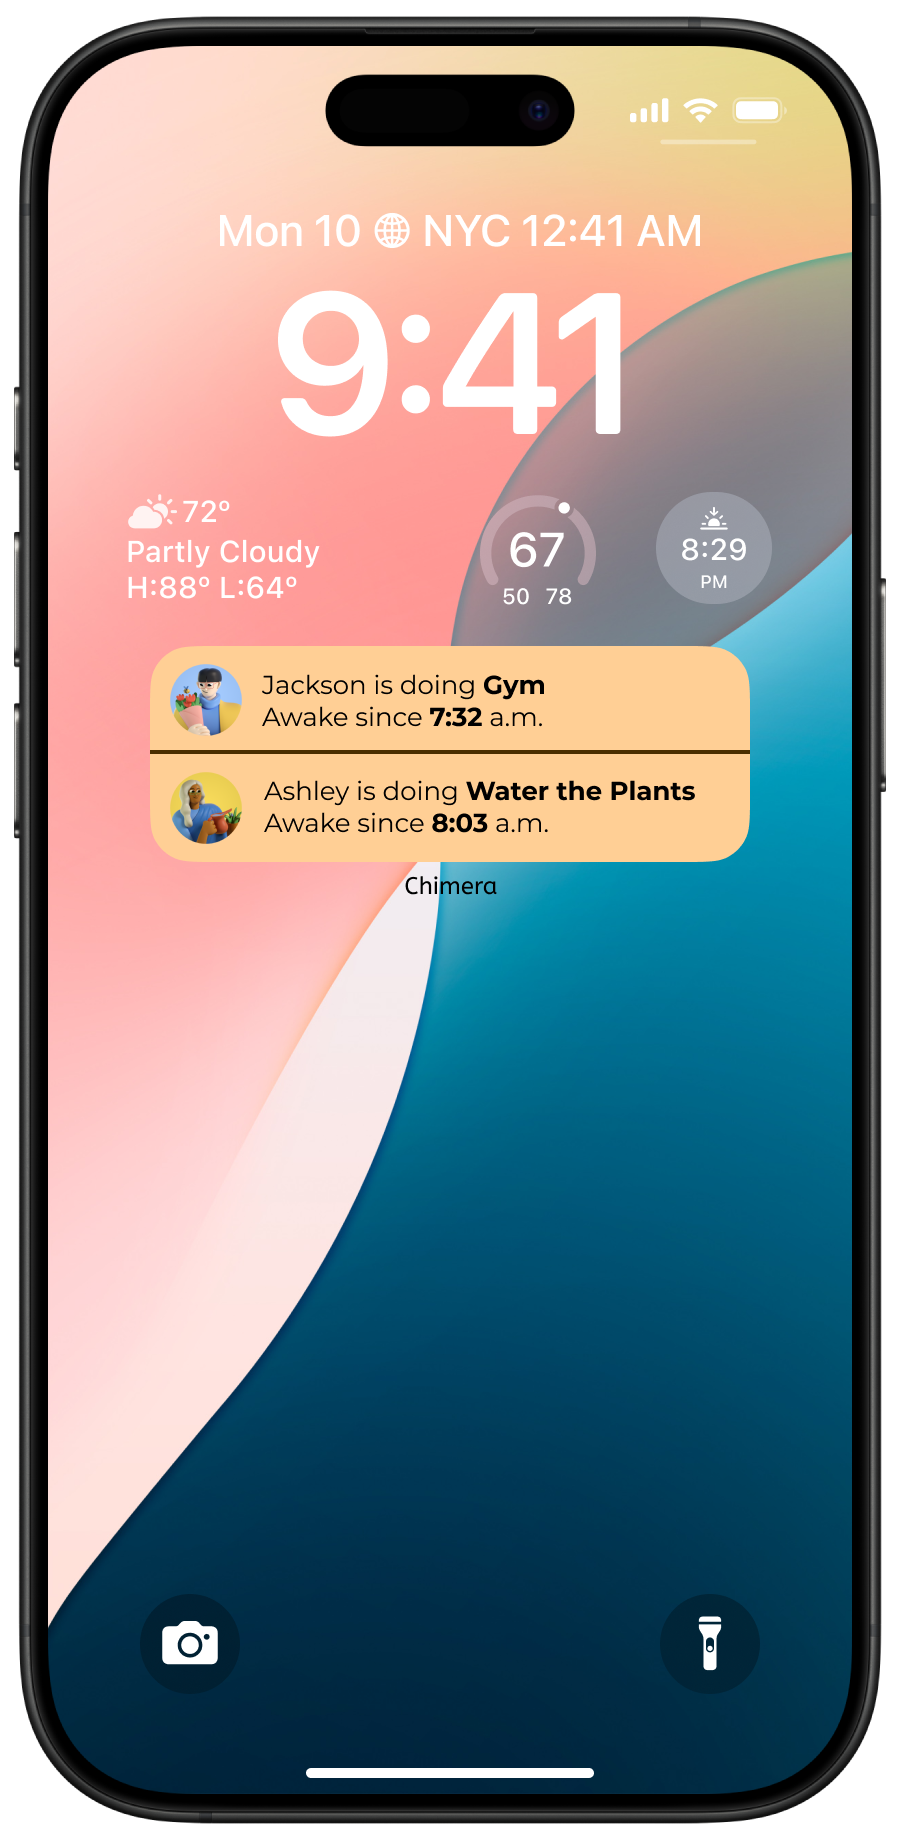 Mon 10 NYC 12:41 AM
9:41
72°
Partly Cloudy
H:88° L:64°
67
50 78
8:29
PM
Jackson is doing Gym
Awake since 7:32 a.m.
Ashley is doing Water the Plants
Awake since 8:03 a.m.
Chimera